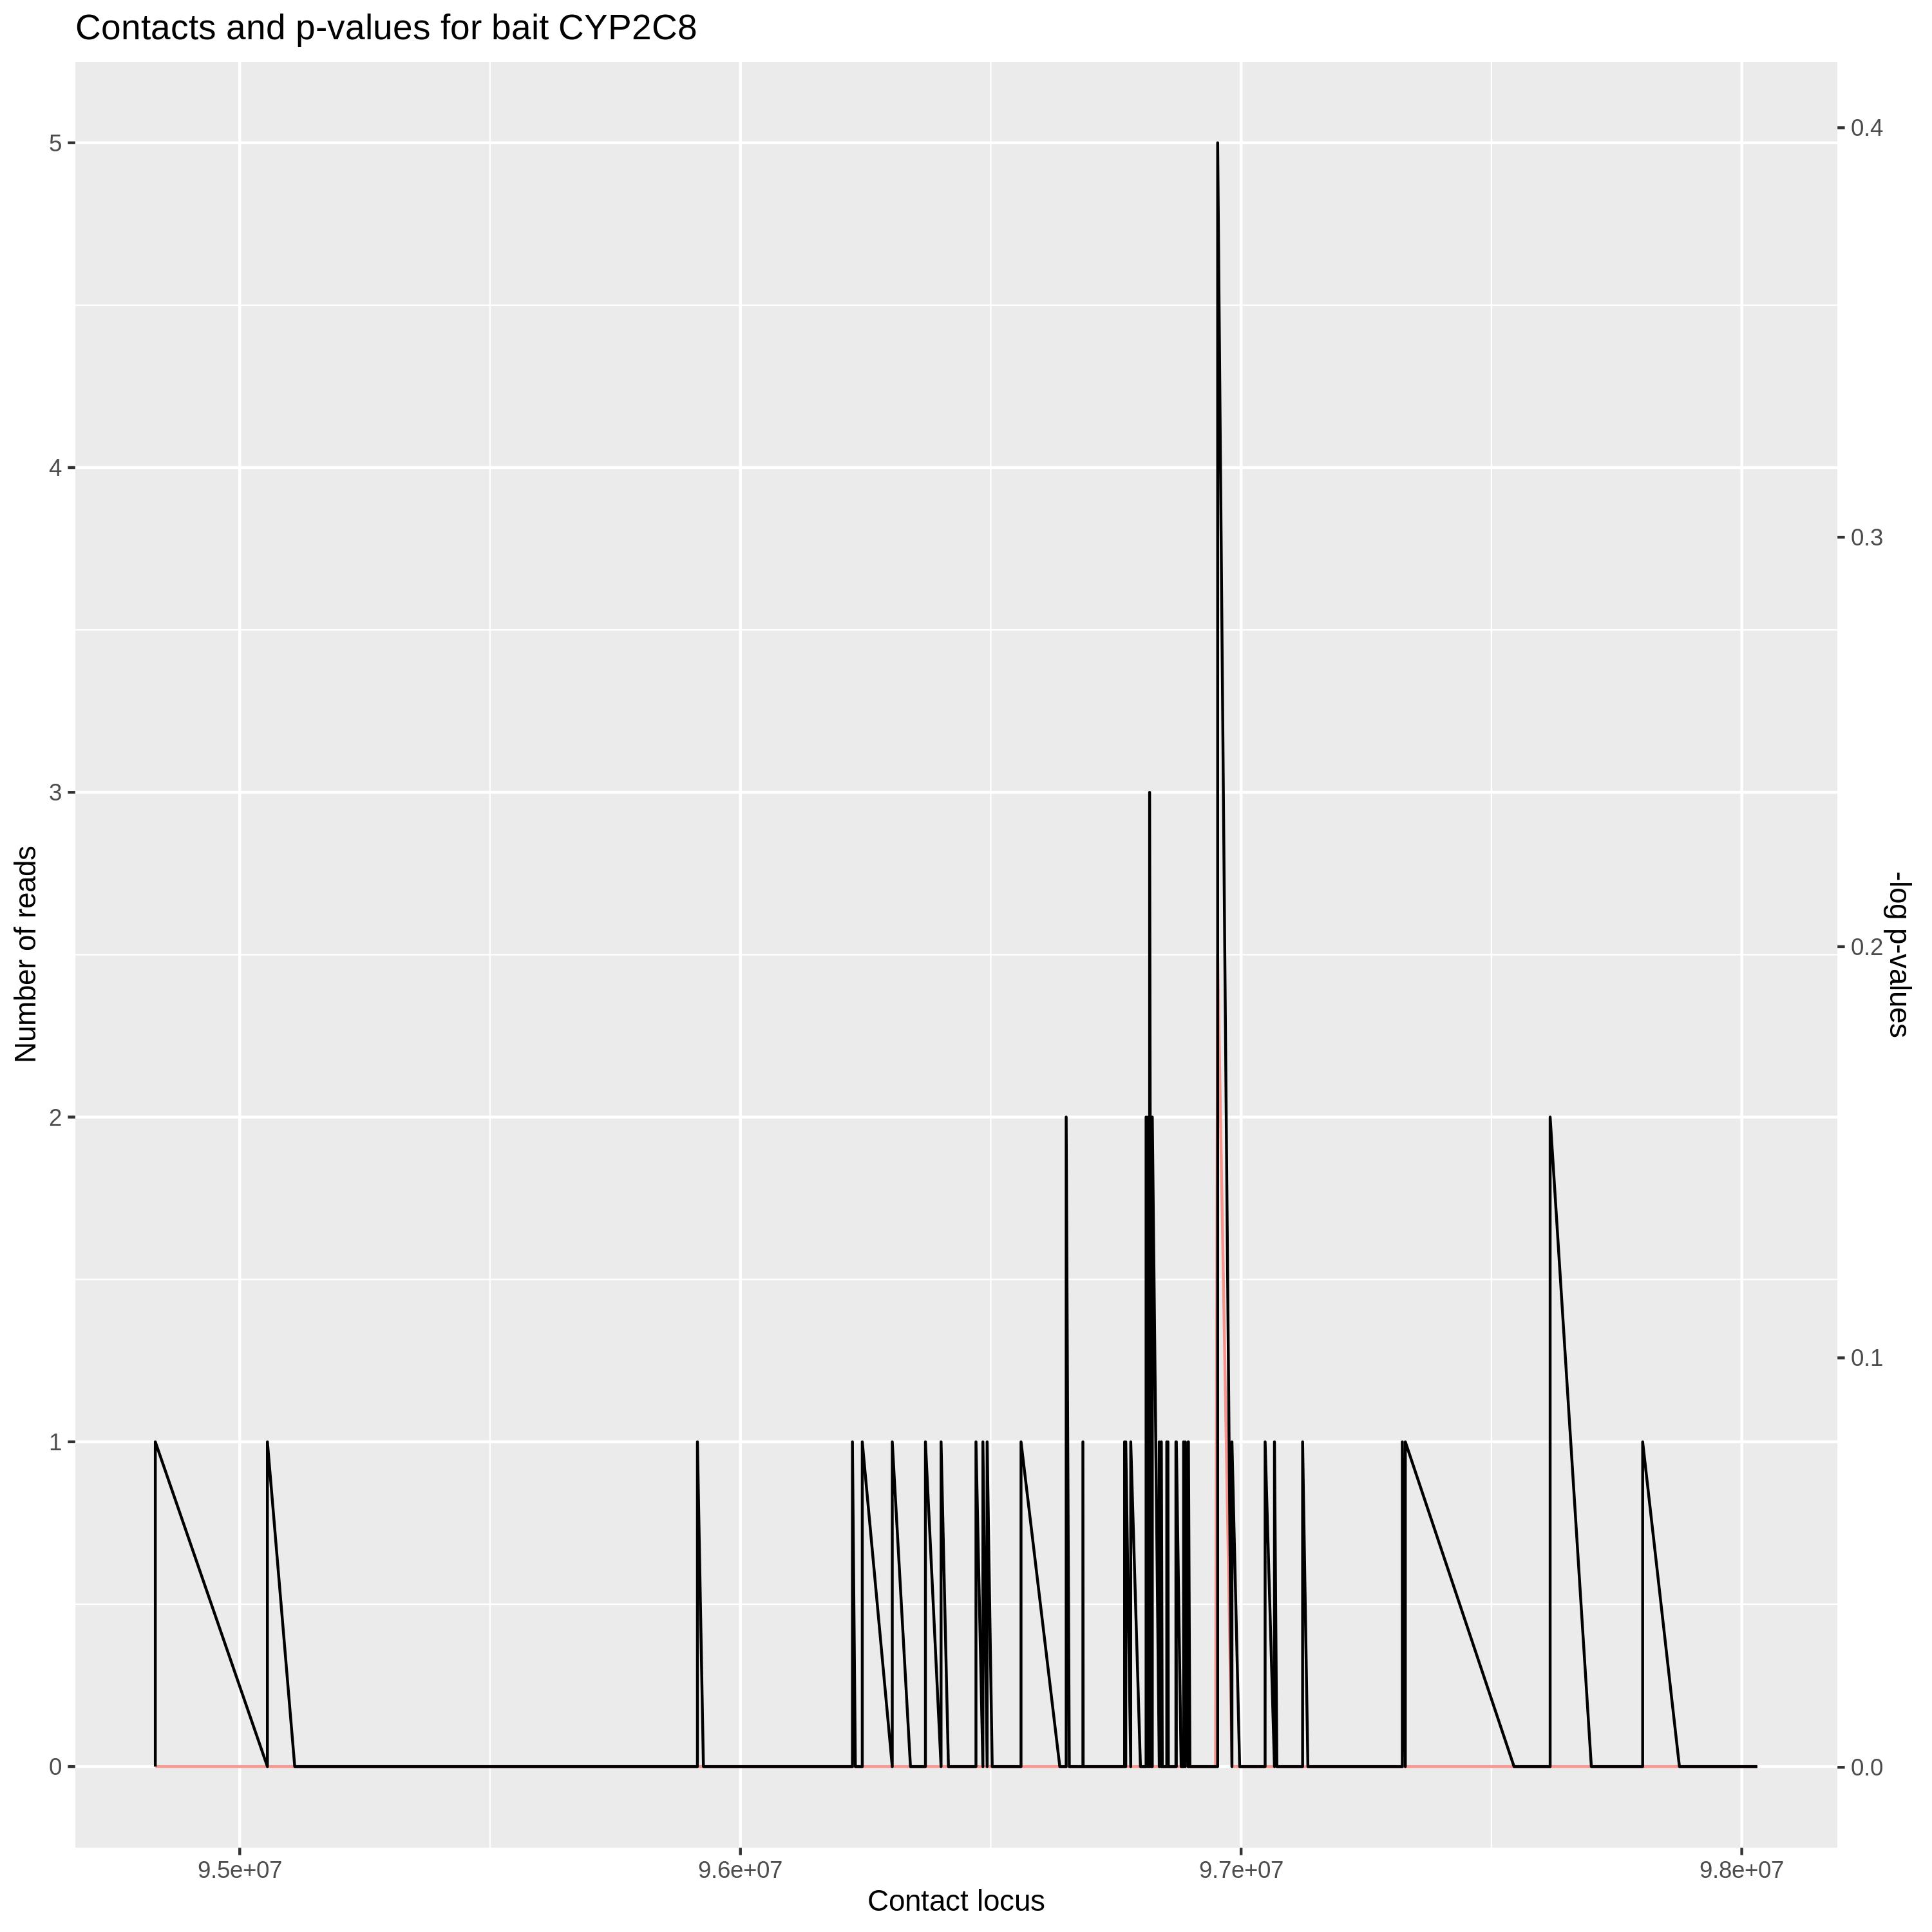 Contacts and p-values for bait CYP2C8
Number of reads
5
4
3
2
1
0
0.4
0.3
0.2
0.1
0.0
-log p-values
9.5e+07
9.6e+07
9.7e+07
9.8e+07
Contact locus